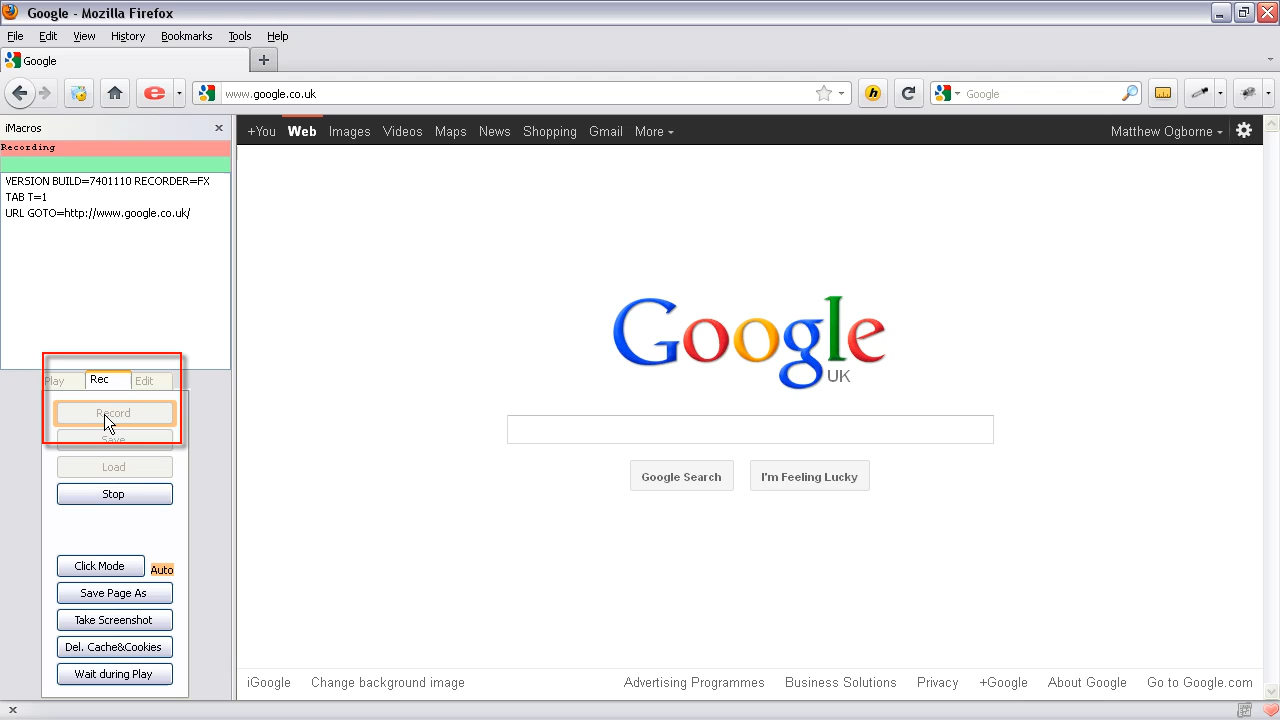 Google - Mozilla Firefox
File Edit View History Bookmarks Tools Help
Google
www.google.co.uk
Google
iMacros
Recording
VERSION BUILD=7401110 RECORDER=FX
TAB T=1
URL GOTO=http://www.google.co.uk/
Play Rec Edit
Record
Save
Load
Stop
Click Mode Auto
Save Page As
Take Screenshot
Del. Cache&Cookies
Wait during Play
+You Web Images Videos Maps News Shopping Gmail More Matthew Ogborne
Google
UK
Google Search I'm Feeling Lucky
iGoogle Change background image Advertising Programmes Business Solutions Privacy +Google About Google Go to Google.com